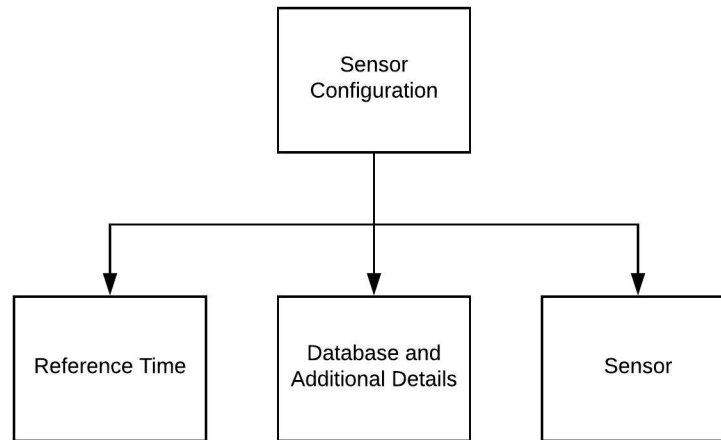 Sensor
Configuration
Reference Time
Database and
Additional Details
Sensor